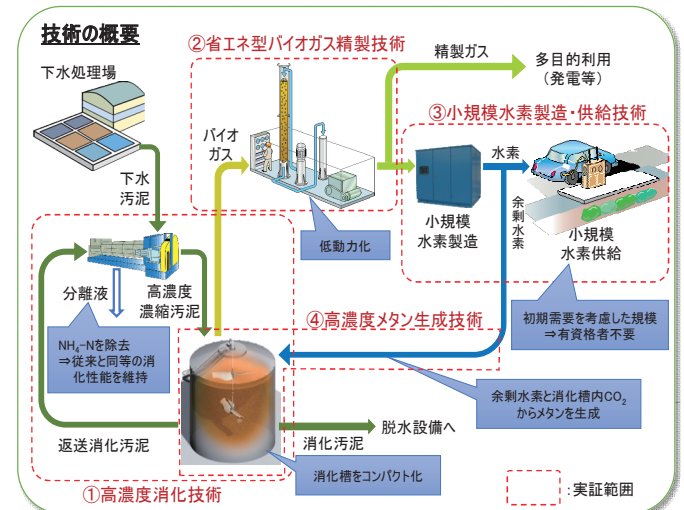 技術の概要
②省エネ型バイオガス精製技術
下水処理場
精製ガス
多目的利用
(発電等)
③小規模水素製造・供給技術
バイオ
ガス
水素
余剰水素
下水
汚泥
低動力化
小規模
水素製造
小規模
水素供給
分離液
高濃度
濃縮汚泥
④高濃度メタン生成技術
初期需要を考慮した規模
⇒有資格者不要
NH₄-Nを除去
⇒従来と同等の消
化性能を維持
余剰水素と消化槽内CO₂
からメタンを生成
返送消化汚泥
消化汚泥
脱水設備へ
消化槽をコンパクト化
①高濃度消化技術
:実証範囲